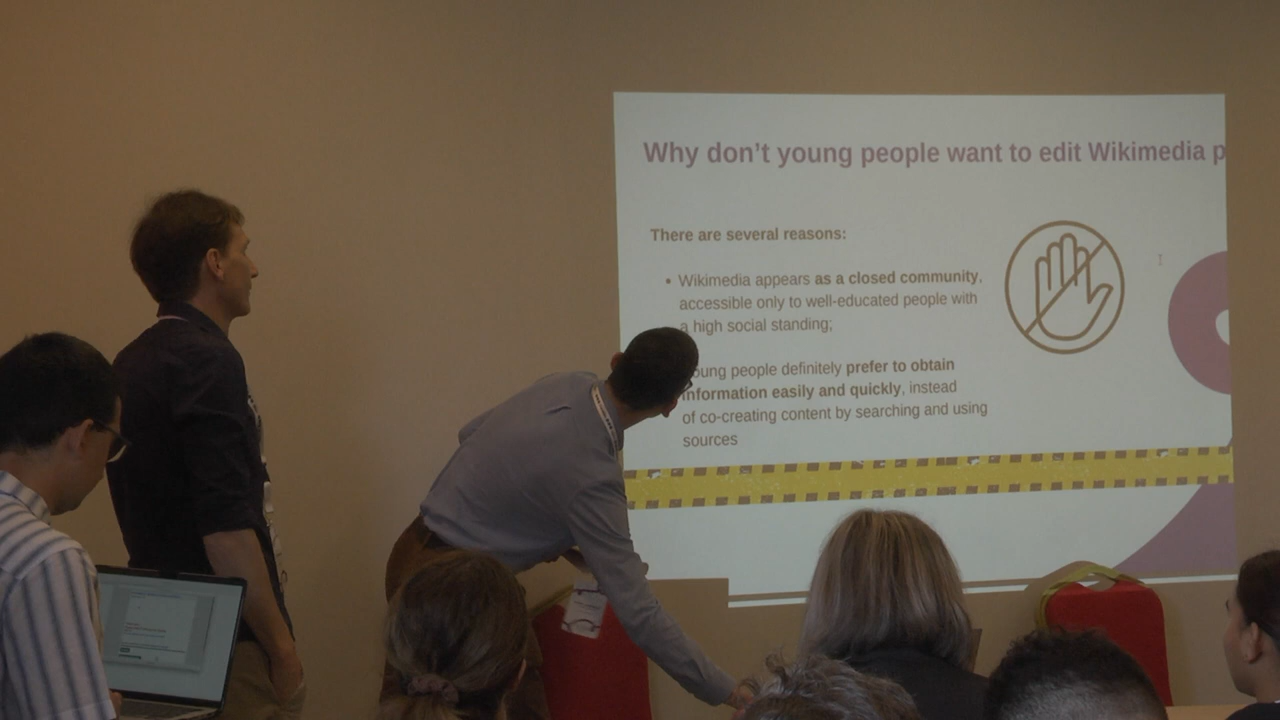 Why don't young people want to edit Wikimedia p
There are several reasons:
• Wikimedia appears as a closed community,
accessible only to well-educated people with
a high social standing;
oung people definitely prefer to obtain
information easily and quickly, instead
of co-creating content by searching and using
sources